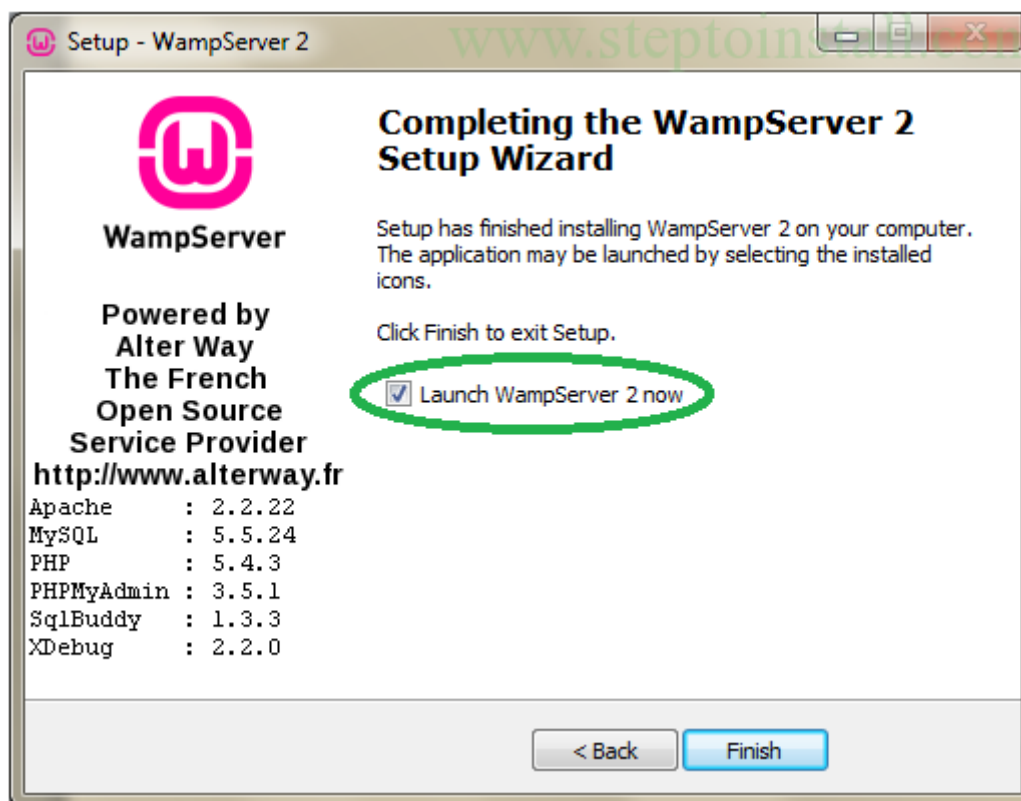 Setup - WampServer 2
www.steptoinstall.com
WampServer
Powered by
Alter Way
The French
Open Source
Service Provider
http://www.alterway.fr
Apache : 2.2.22
MySQL : 5.5.24
PHP : 5.4.3
PHPMyAdmin : 3.5.1
SqlBuddy : 1.3.3
XDebug : 2.2.0
Completing the WampServer 2
Setup Wizard
Setup has finished installing WampServer 2 on your computer.
The application may be launched by selecting the installed
icons.
Click Finish to exit Setup.
Launch WampServer 2 now
< Back
Finish